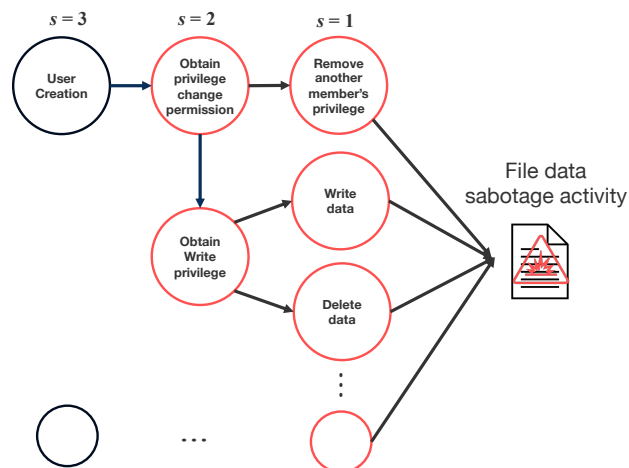 s = 3
s = 2
s = 1
User
Creation
Obtain
privilege
change
permission
Remove
another
member's
privilege
File data
sabotage activity
Write
data
Obtain
Write
privilege
Delete
data
...
...